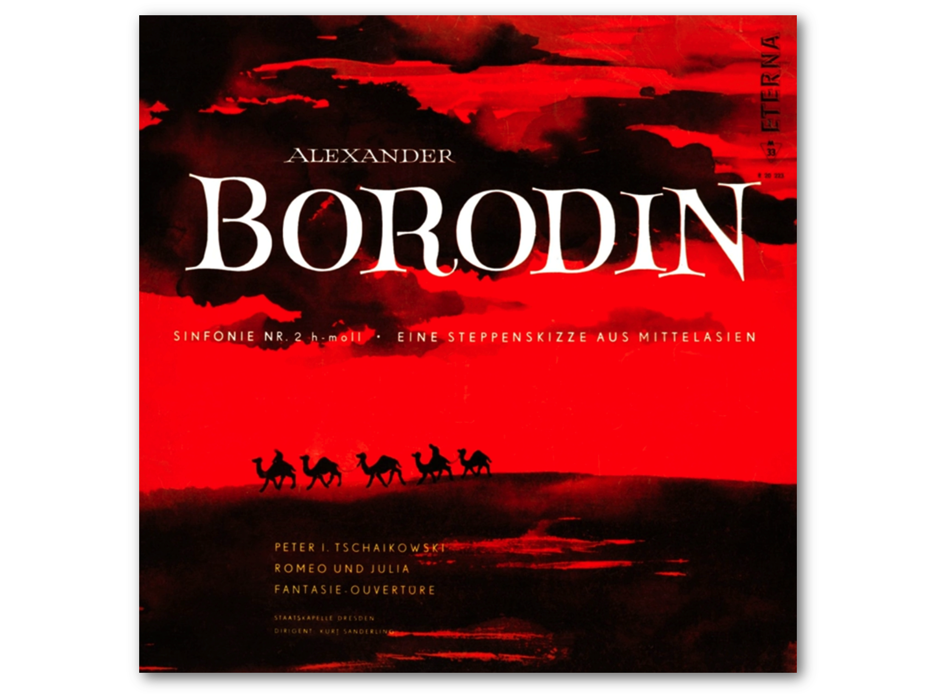 ETERNA
ALEXANDER
BORODIN
SINFONIE NR. 2 h-moll • EINE STEPPENSKIZZE AUS MITTELASIEN
PETER I. TSCHAIKOWSKI
ROMEO UND JULIA
FANTASIE-OUVERTÜRE
STAATSKAPELLE DRESDEN
DIRIGENT: KURT SANDERLING